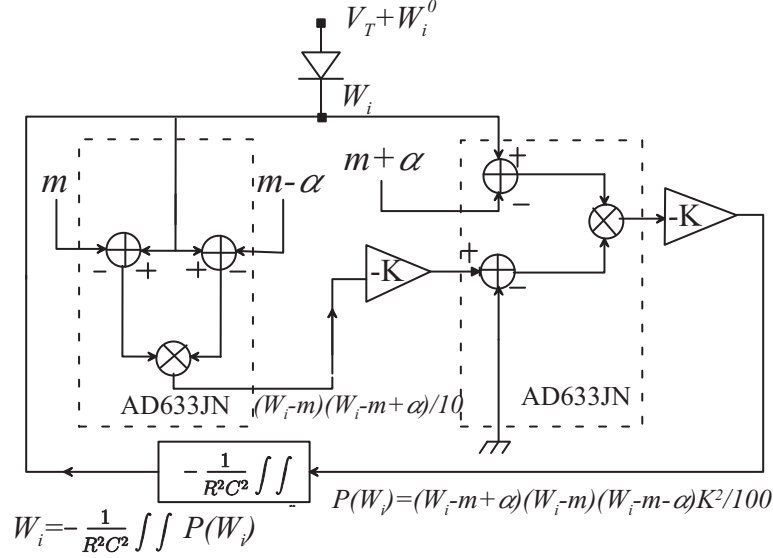 V_T+W_i^0
W_i
m
m-α
m+α
+
−
− + + −
+
−
-K
-K
AD633JN
(W_i-m)(W_i-m+α)/10
AD633JN
− 1/R²C² ∫∫
P(W_i)=(W_i-m+α)(W_i-m)(W_i-m-α)K²/100
W_i=- 1/R²C² ∫∫ P(W_i)